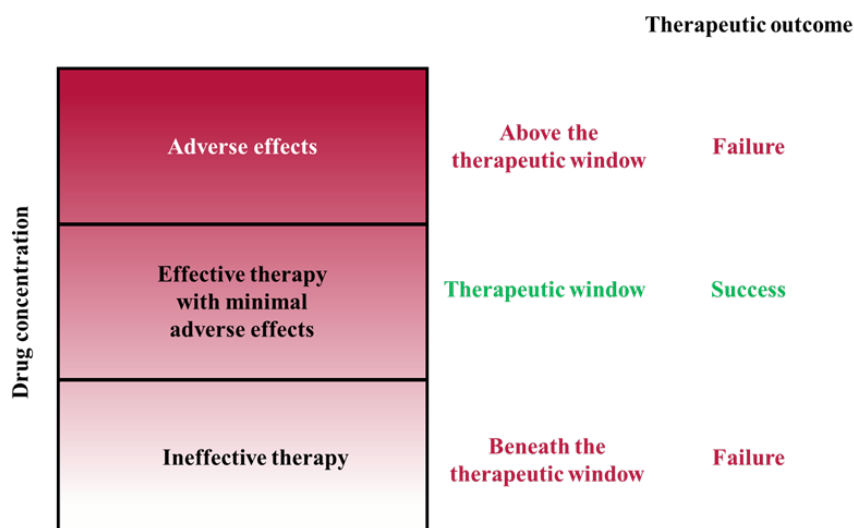 Therapeutic outcome
Adverse effects
Above the
therapeutic window
Failure
Effective therapy
with minimal
adverse effects
Therapeutic window
Success
Ineffective therapy
Beneath the
therapeutic window
Failure
Drug concentration